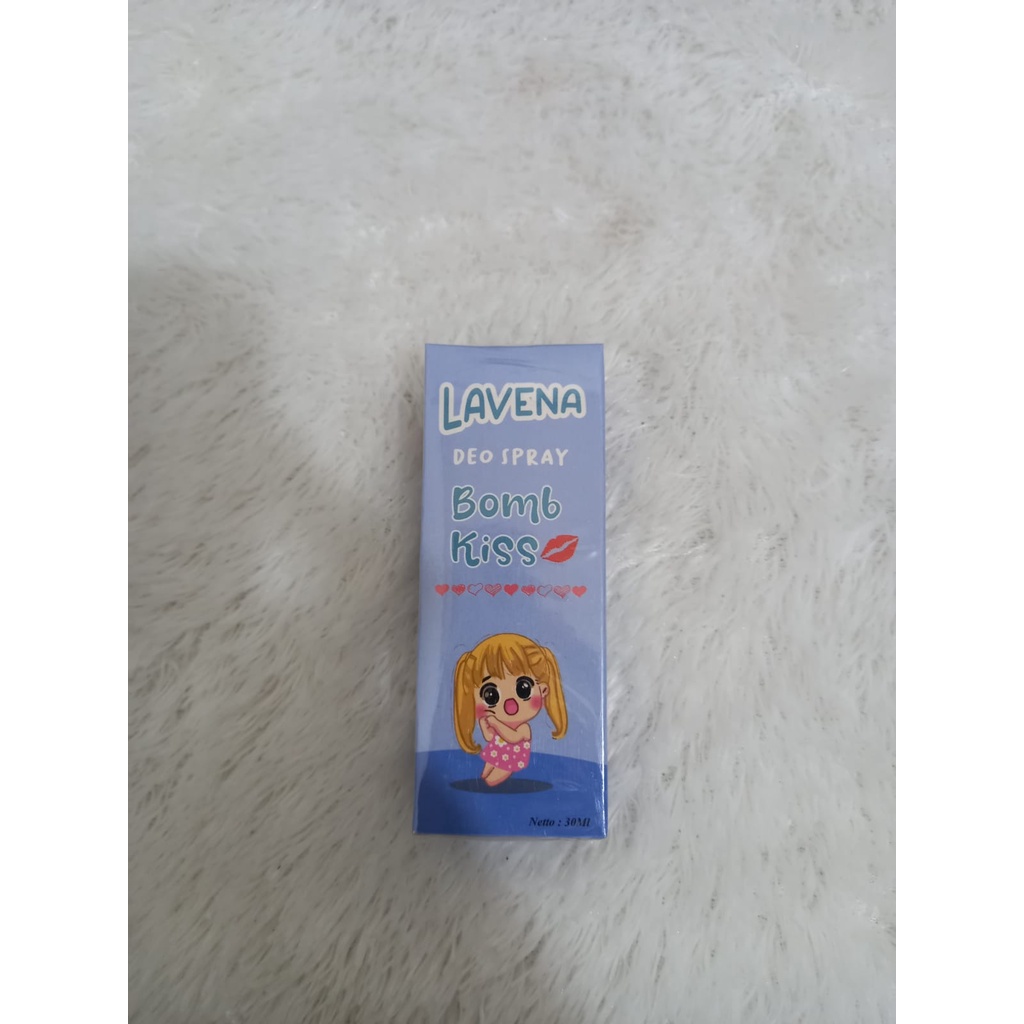 LAVENA
DEO SPRAY
Bomb
Kiss
Netto : 30Ml